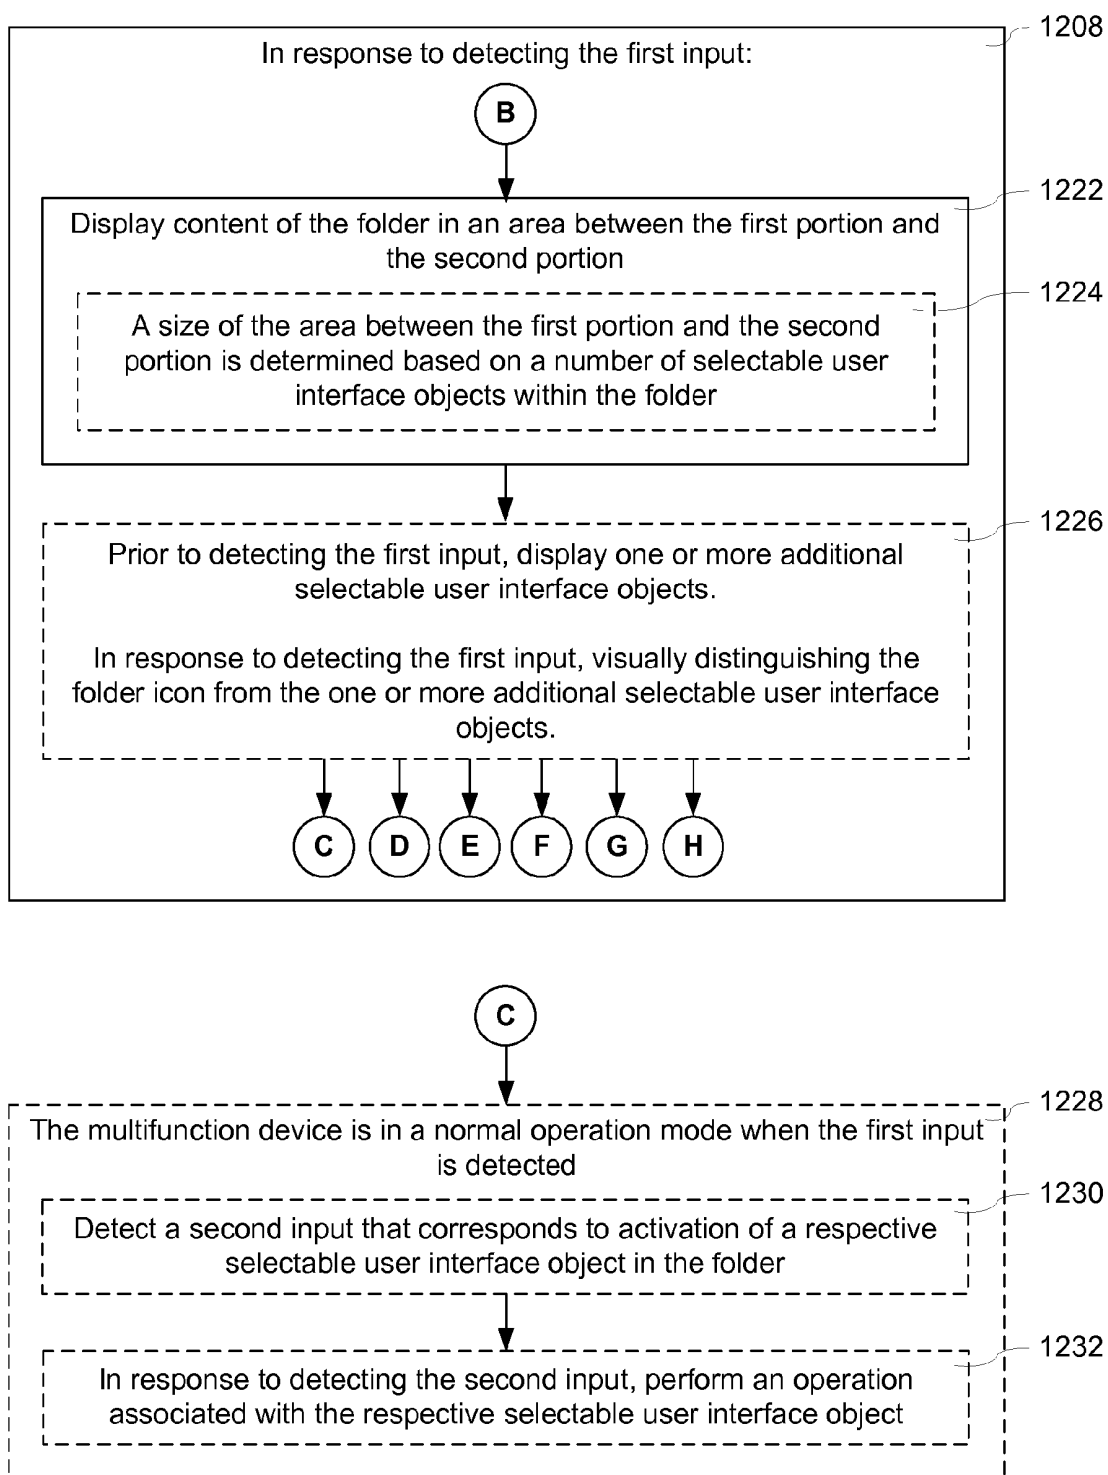 1208
In response to detecting the first input:
B
1222
Display content of the folder in an area between the first portion and
the second portion
1224
A size of the area between the first portion and the second
portion is determined based on a number of selectable user
interface objects within the folder
1226
Prior to detecting the first input, display one or more additional
selectable user interface objects.
In response to detecting the first input, visually distinguishing the
folder icon from the one or more additional selectable user interface
objects.
C D E F G H
C
1228
The multifunction device is in a normal operation mode when the first input
is detected
1230
Detect a second input that corresponds to activation of a respective
selectable user interface object in the folder
1232
In response to detecting the second input, perform an operation
associated with the respective selectable user interface object